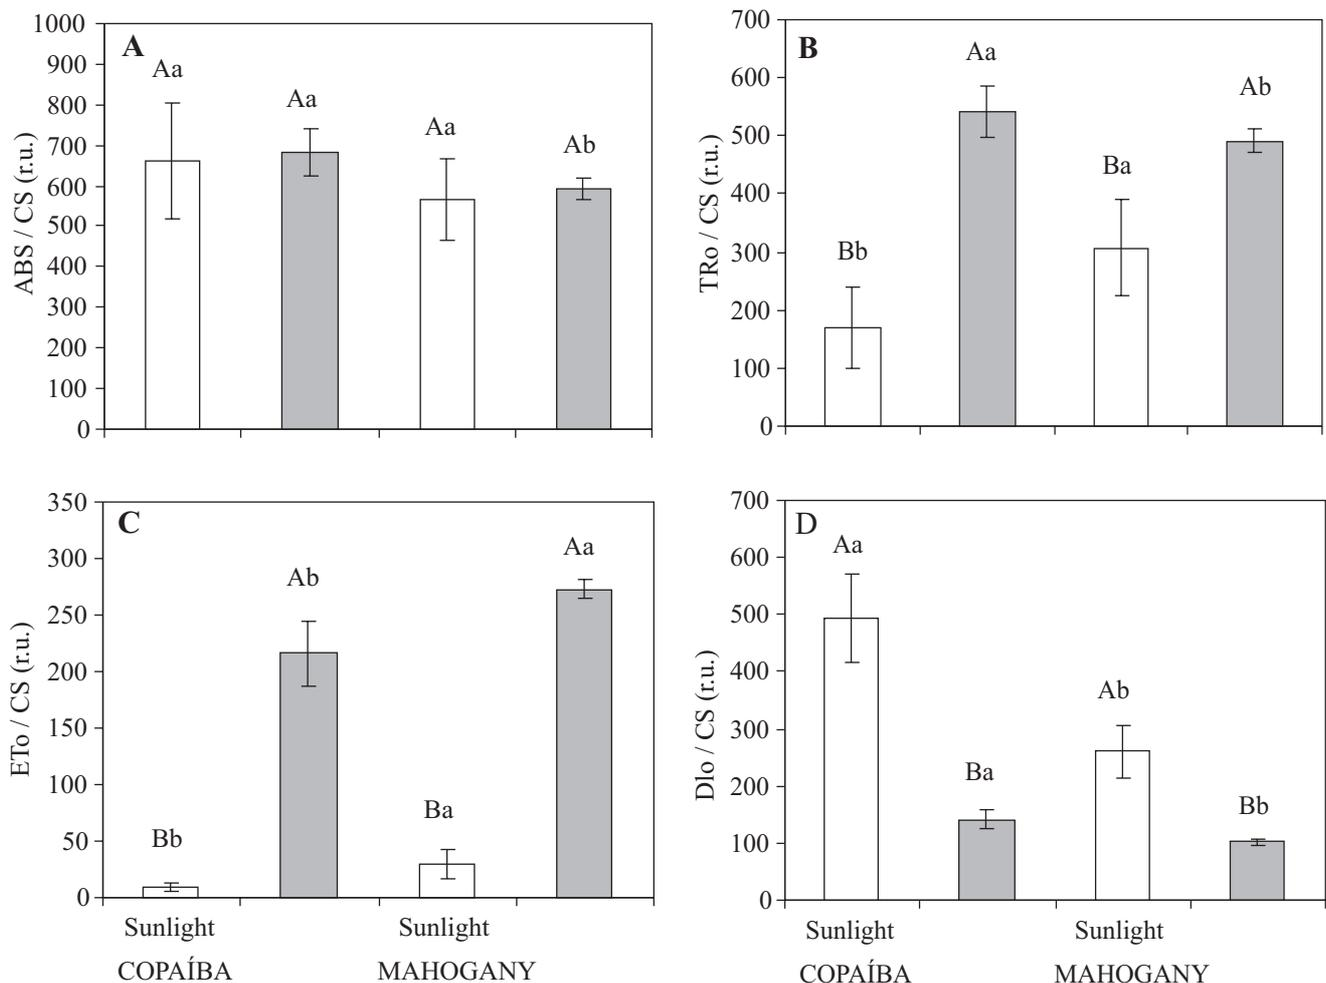 A
ABS / CS (r.u.)
1000
900
800
700
600
500
400
300
200
100
0
Aa
Aa
Aa
Ab
B
TRo / CS (r.u.)
700
600
500
400
300
200
100
0
Bb
Aa
Ba
Ab
C
ETo / CS (r.u.)
350
300
250
200
150
100
50
0
Bb
Ab
Ba
Aa
Sunlight
Sunlight
COPAÍBA
MAHOGANY
D
Dlo / CS (r.u.)
700
600
500
400
300
200
100
0
Aa
Ba
Ab
Bb
Sunlight
Sunlight
COPAÍBA
MAHOGANY